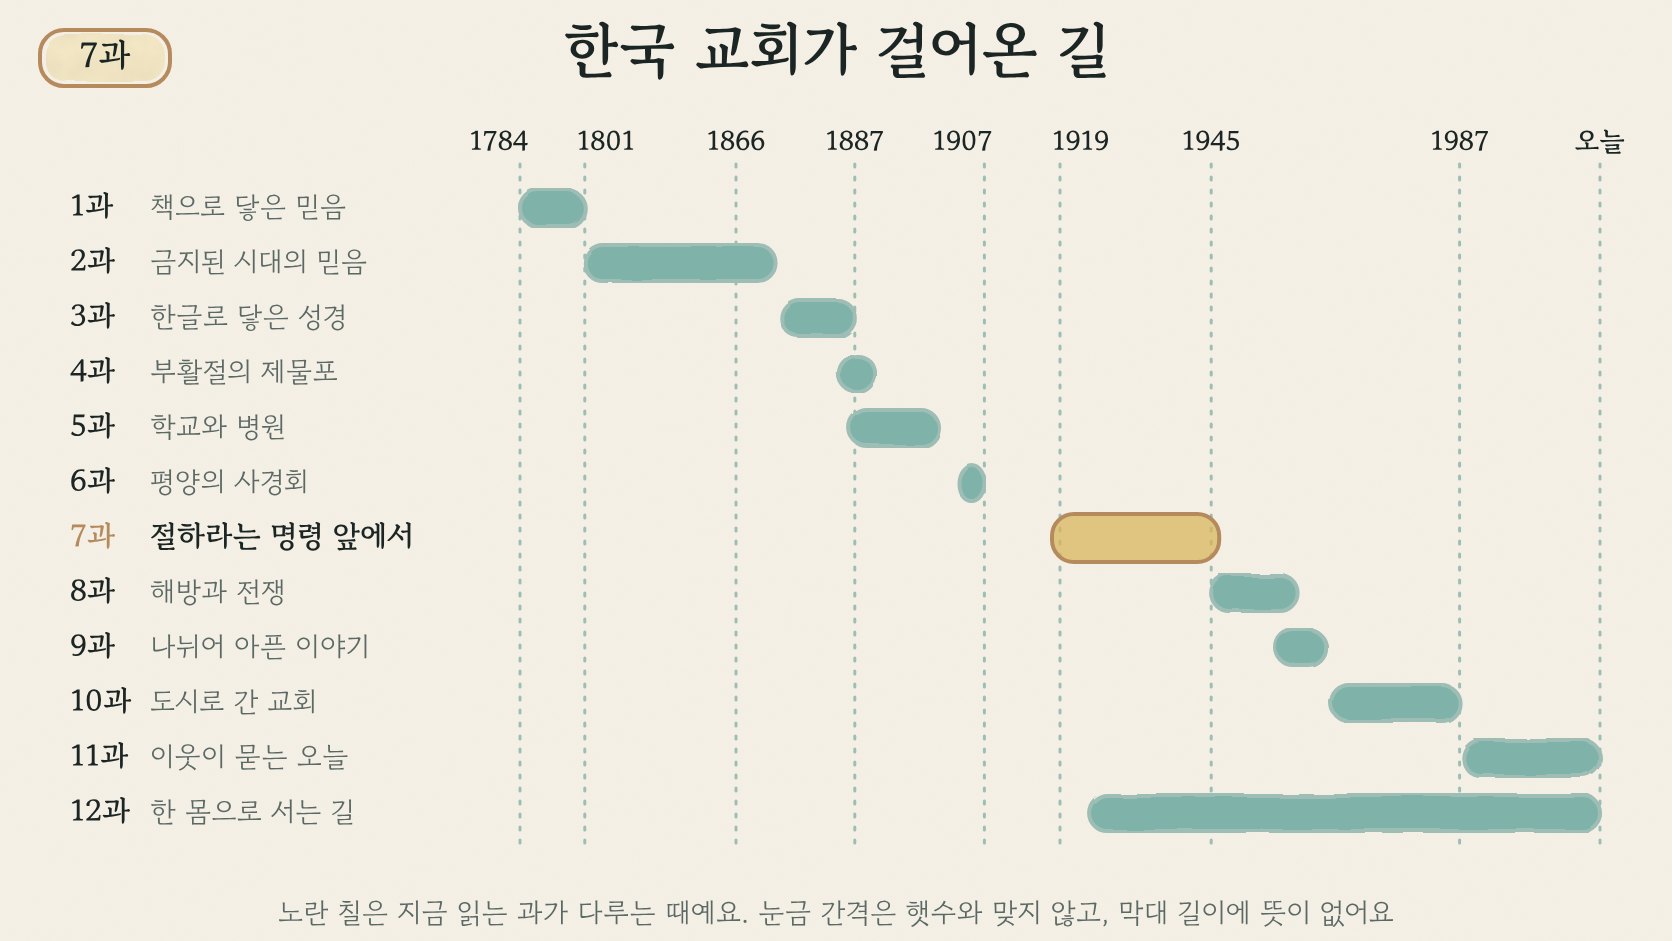 7과
한국 교회가 걸어온 길
1784 1801 1866 1887 1907 1919 1945 1987 오늘
1과 책으로 닿은 믿음
2과 금지된 시대의 믿음
3과 한글로 닿은 성경
4과 부활절의 제물포
5과 학교와 병원
6과 평양의 사경회
7과 절하라는 명령 앞에서
8과 해방과 전쟁
9과 나뉘어 아픈 이야기
10과 도시로 간 교회
11과 이웃이 묻는 오늘
12과 한 몸으로 서는 길
노란 칠은 지금 읽는 과가 다루는 때예요. 눈금 간격은 햇수와 맞지 않고, 막대 길이에 뜻이 없어요